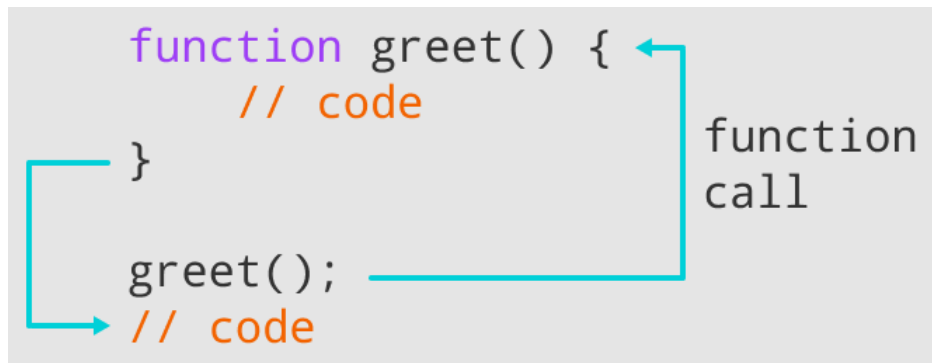 function greet() {
// code
}
function
call
greet();
// code